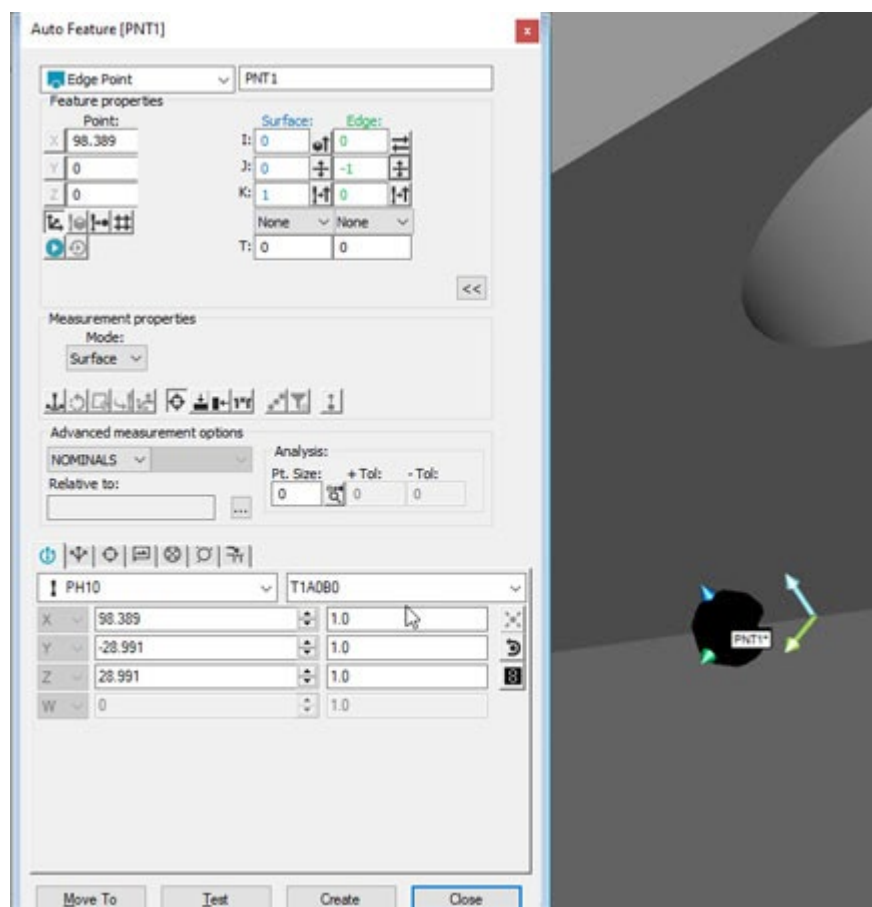 Auto Feature [PNT1]
x
Edge Point PNT1
Feature properties
Point: Surface: Edge:
X 98.389 I: 0 0
Y 0 J: 0 -1
Z 0 K: 1 0
None None
T: 0 0
<<
Measurement properties
Mode:
Surface
Advanced measurement options
NOMINALS
Relative to:
...
Analysis:
Pt. Size: + Tol: - Tol:
0 0 0
PH10 T1A0B0
X 98.389 1.0
Y -28.991 1.0
Z 28.991 1.0
W 0 1.0
Move To Test Create Close
PNT1*